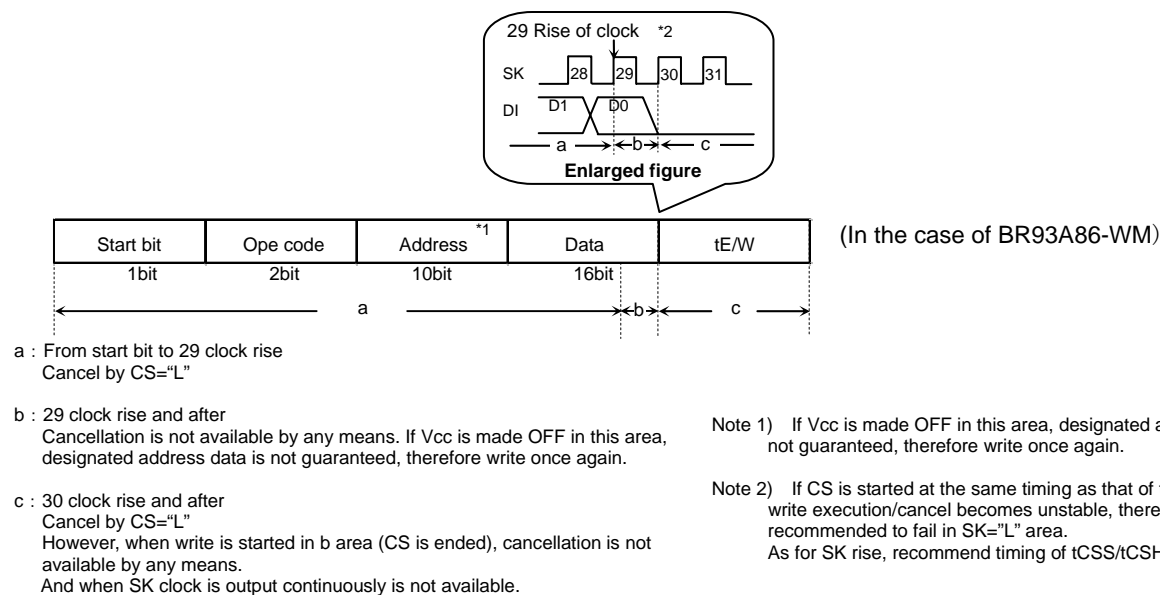 29 Rise of clock *2
SK 28 29 30 31
DI D1 D0
a b c
Enlarged figure
Start bit Ope code Address *1 Data tE/W (In the case of BR93A86-WM)
1bit 2bit 10bit 16bit
a b c
a : From start bit to 29 clock rise
Cancel by CS=“L”
b : 29 clock rise and after
Cancellation is not available by any means. If Vcc is made OFF in this area,
designated address data is not guaranteed, therefore write once again.
c : 30 clock rise and after
Cancel by CS=“L”
However, when write is started in b area (CS is ended), cancellation is not
available by any means.
And when SK clock is output continuously is not available.
Note 1) If Vcc is made OFF in this area, designated
not guaranteed, therefore write once again.
Note 2) If CS is started at the same timing as that of
write execution/cancel becomes unstable,
recommended to fail in SK=”L” area.
As for SK rise, recommend timing of tCSS/tCSH